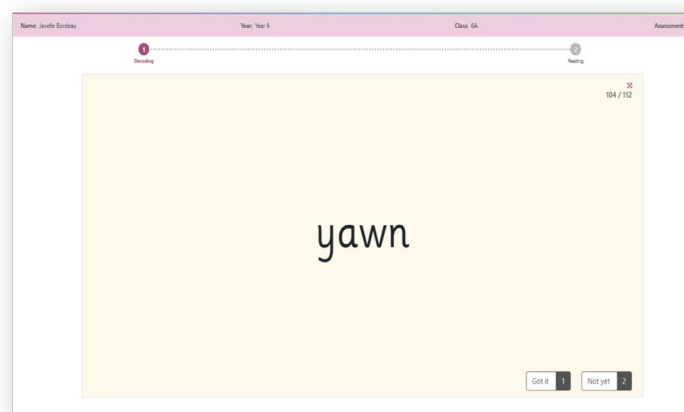 Name: Javelle Bordeau Year: Year 6 Class: 6A Assessment
1 2
Decoding Reading
104 / 112
yawn
Got it 1 Not yet 2